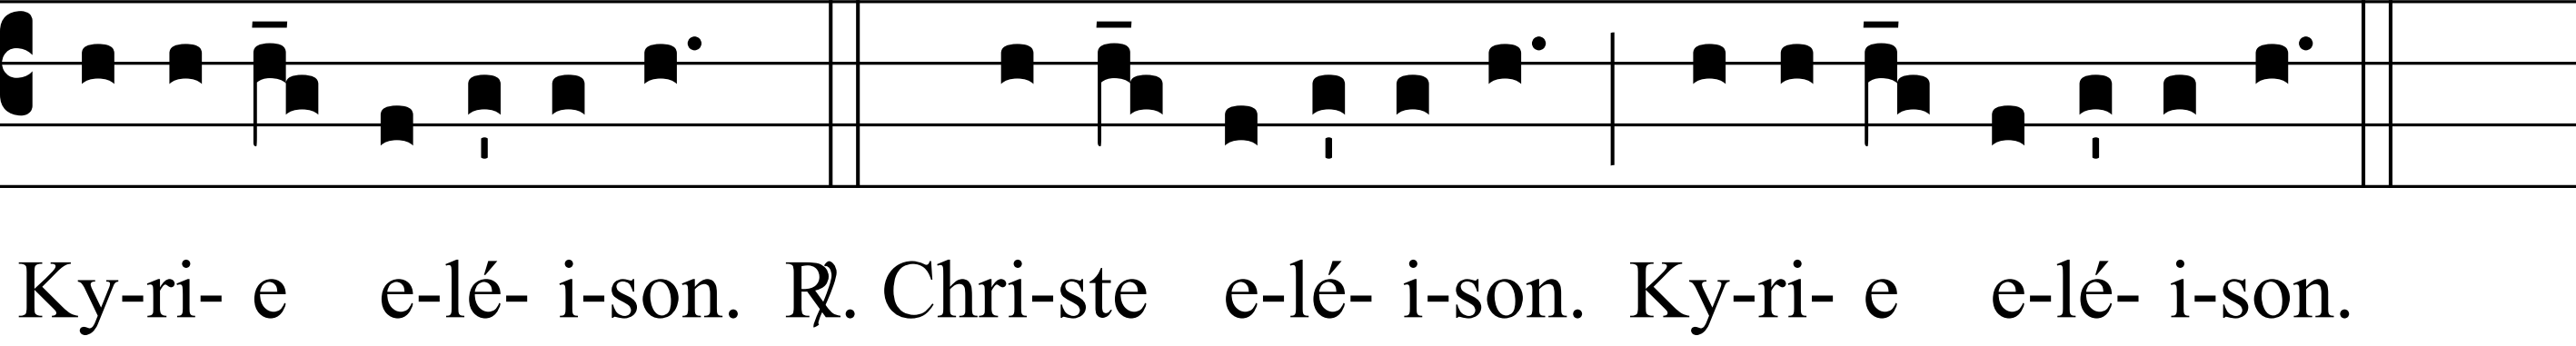 Ky-ri- e e-lé- i-son. ℟. Chri-ste e-lé- i-son. Ky-ri- e e-lé- i-son.